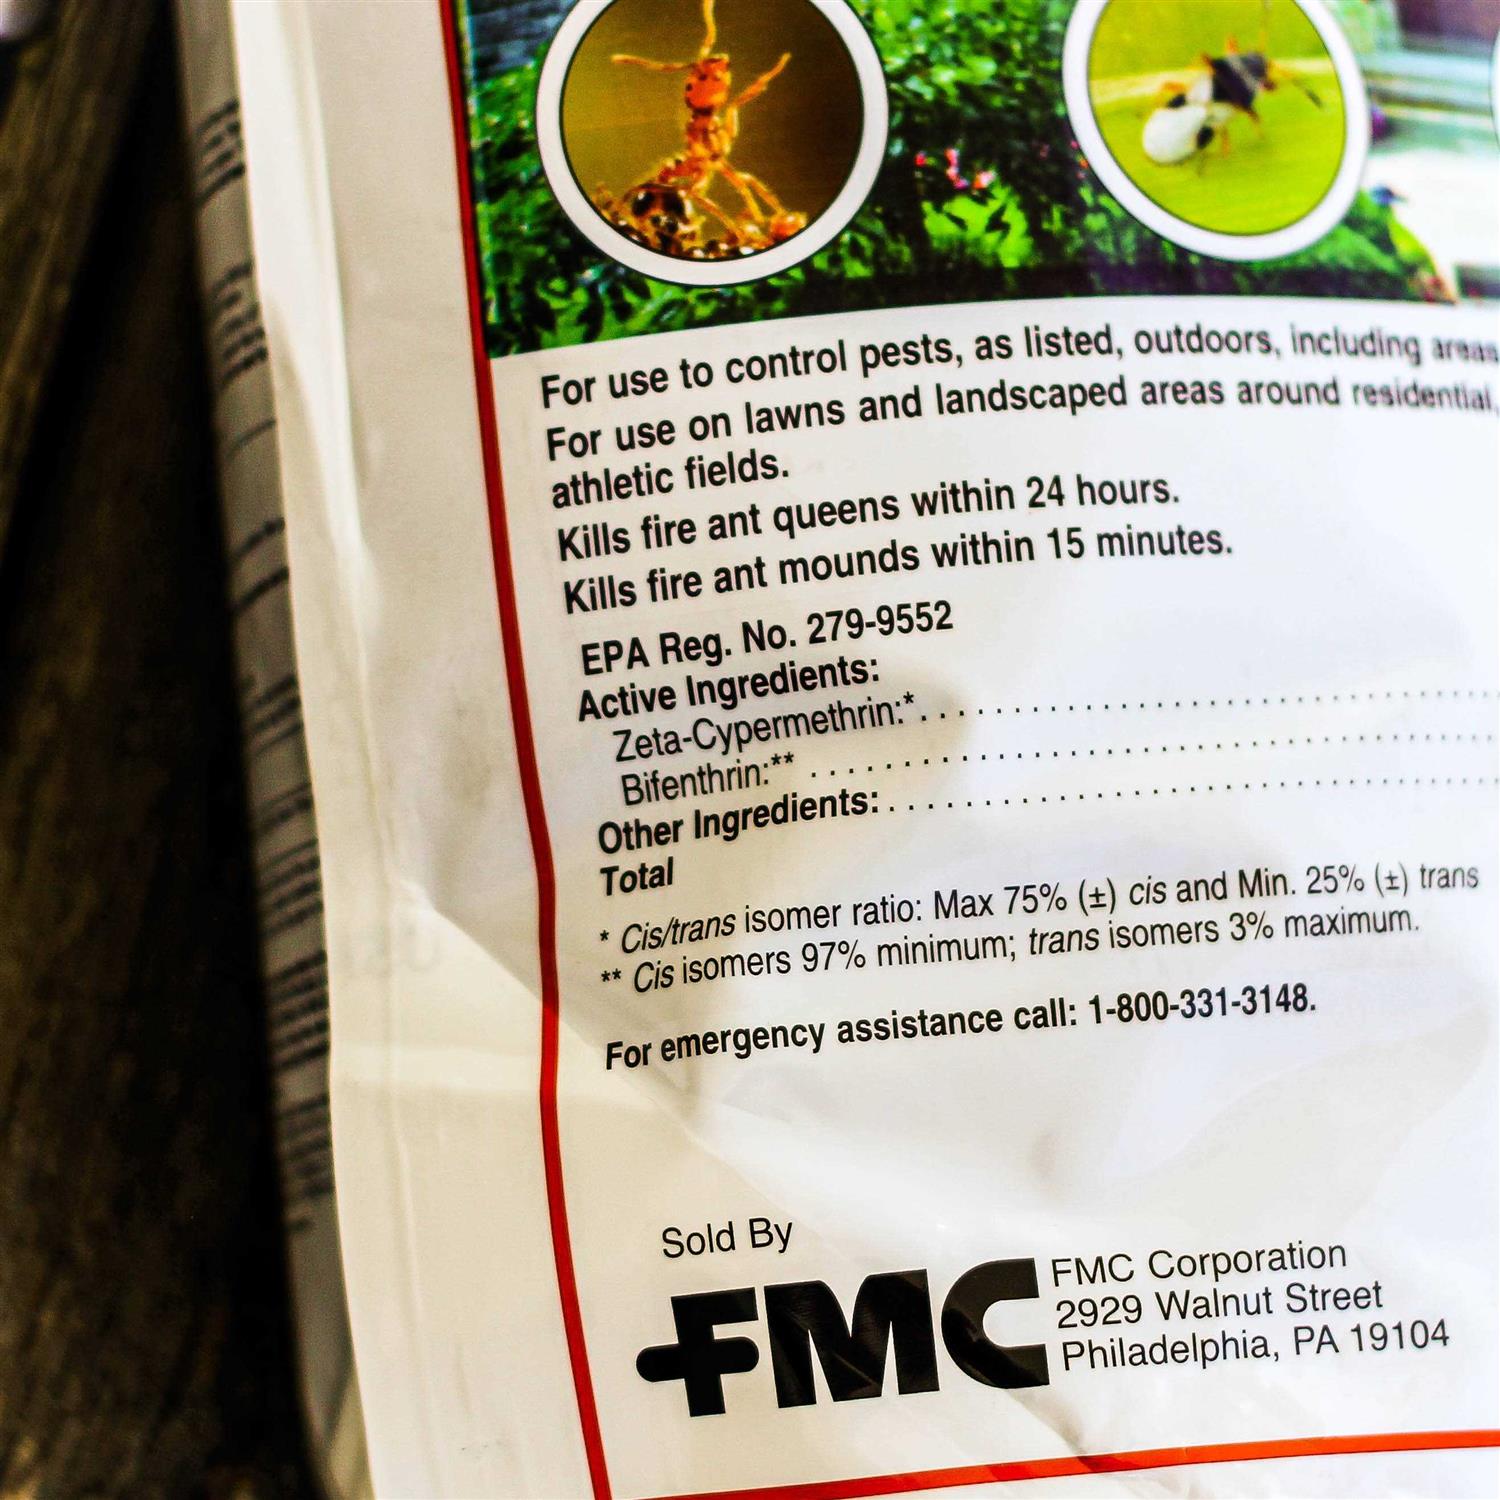 For use to control pests, as listed, outdoors, including areas
For use on lawns and landscaped areas around residential,
athletic fields.
Kills fire ant queens within 24 hours.
Kills fire ant mounds within 15 minutes.
EPA Reg. No. 279-9552
Active Ingredients:
Zeta-Cypermethrin:*..............................
Bifenthrin:** ..............................
Other Ingredients:..............................
Total
* Cis/trans isomer ratio: Max 75% (±) cis and Min. 25% (±) trans
** Cis isomers 97% minimum; trans isomers 3% maximum.
For emergency assistance call: 1-800-331-3148.
Sold By
FMC
FMC Corporation
2929 Walnut Street
Philadelphia, PA 19104